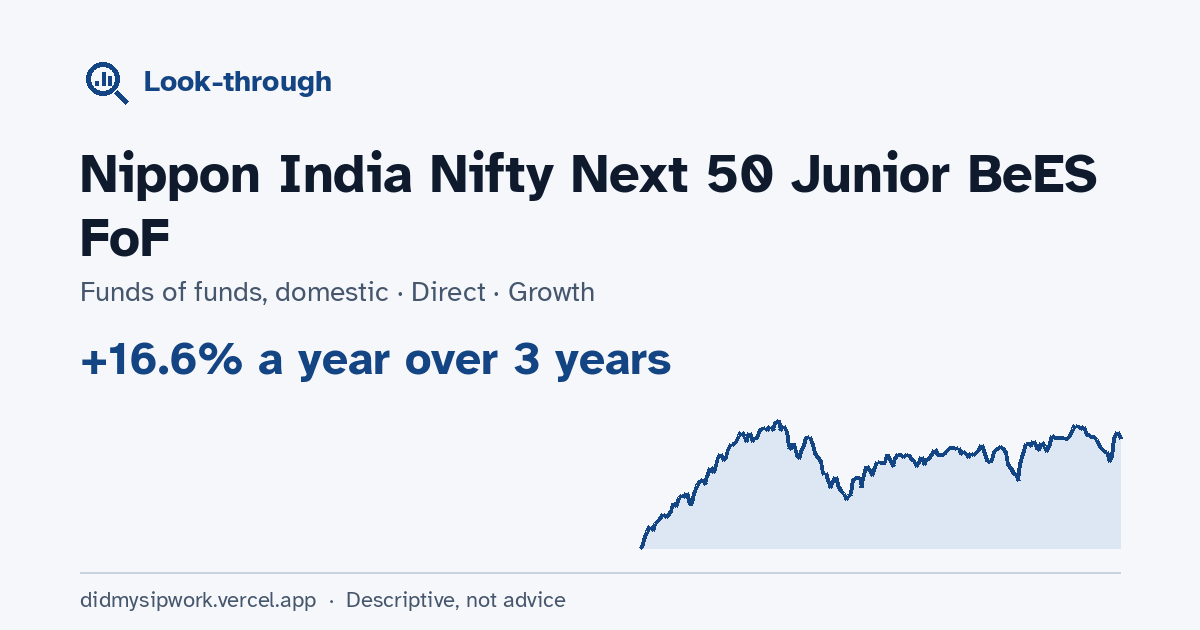 Look-through
Nippon India Nifty Next 50 Junior BeES
FoF
Funds of funds, domestic · Direct · Growth
+16.6% a year over 3 years
didmysipwork.vercel.app · Descriptive, not advice